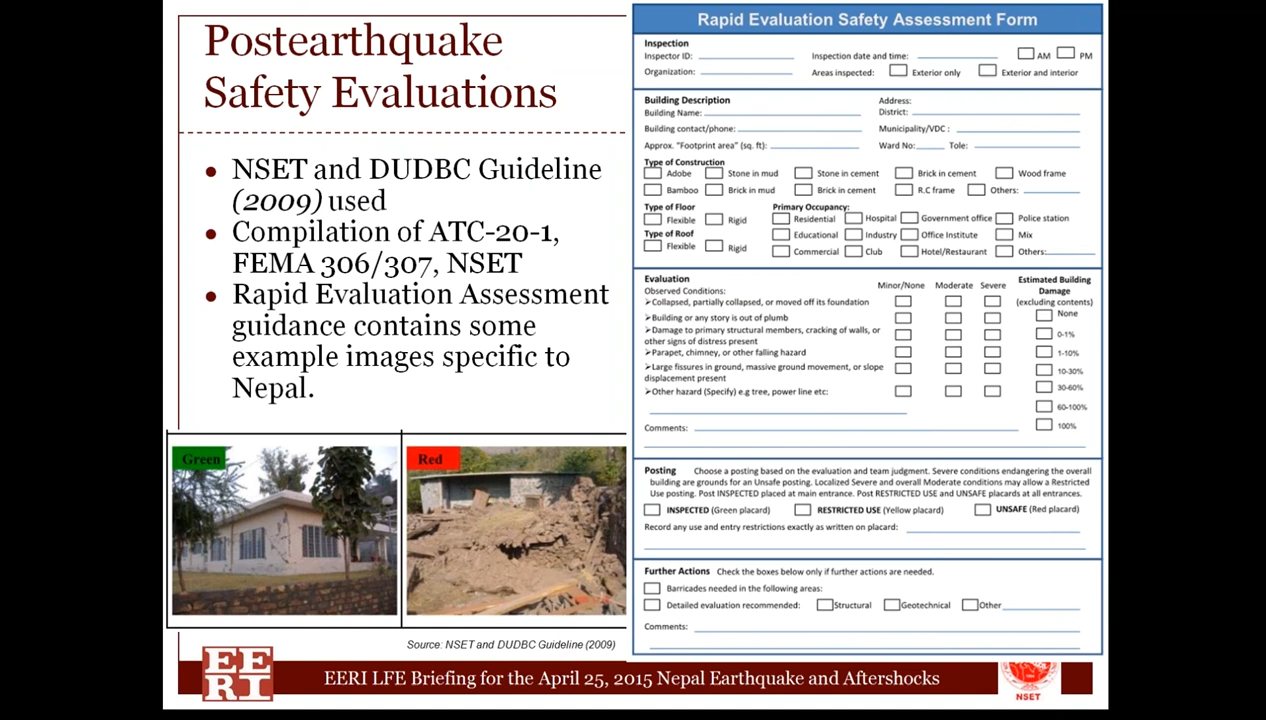 Postearthquake
Safety Evaluations
• NSET and DUDBC Guideline
(2009) used
• Compilation of ATC-20-1,
FEMA 306/307, NSET
• Rapid Evaluation Assessment
guidance contains some
example images specific to
Nepal.
Green
Red
Source: NSET and DUDBC Guideline (2009)
Rapid Evaluation Safety Assessment Form
Inspection
Inspector ID: Inspection date and time: AM PM
Organization: Areas inspected: Exterior only Exterior and interior
Building Description Address:
Building Name: District:
Building contact/phone: Municipality/VDC :
Approx. "Footprint area" (sq. ft): Ward No: Tole:
Type of Construction
Adobe Stone in mud Stone in cement Brick in cement Wood frame
Bamboo Brick in mud Brick in cement R.C frame Others:
Type of Floor Primary Occupancy:
Flexible Rigid Residential Hospital Government office Police station
Type of Roof Educational Industry Office Institute Mix
Flexible Rigid Commercial Club Hotel/Restaurant Others:
Evaluation
Observed Conditions: Minor/None Moderate Severe
➢Collapsed, partially collapsed, or moved off its foundation
➢Building or any story is out of plumb
➢Damage to primary structural members, cracking of walls, or
other signs of distress present
➢Parapet, chimney, or other falling hazard
➢Large fissures in ground, massive ground movement, or slope
displacement present
➢Other hazard (Specify) e.g tree, power line etc:
Comments:
Estimated Building
Damage
(excluding contents)
None
0-1%
1-10%
10-30%
30-60%
60-100%
100%
Posting Choose a posting based on the evaluation and team judgment. Severe conditions endangering the overall
building are grounds for an Unsafe posting. Localized Severe and overall Moderate conditions may allow a Restricted
Use posting. Post INSPECTED placed at main entrance. Post RESTRICTED USE and UNSAFE placards at all entrances.
INSPECTED (Green placard) RESTRICTED USE (Yellow placard) UNSAFE (Red placard)
Record any use and entry restrictions exactly as written on placard:
Further Actions Check the boxes below only if further actions are needed.
Barricades needed in the following areas:
Detailed evaluation recommended: Structural Geotechnical Other
Comments:
EE
RI
EERI LFE Briefing for the April 25, 2015 Nepal Earthquake and Aftershocks
NSET